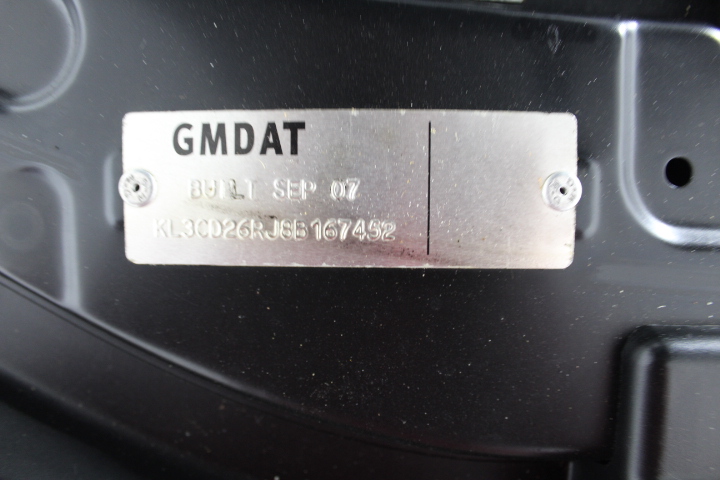 GMDAT
BUILT SEP 07
KL3CD26RJ8B167452